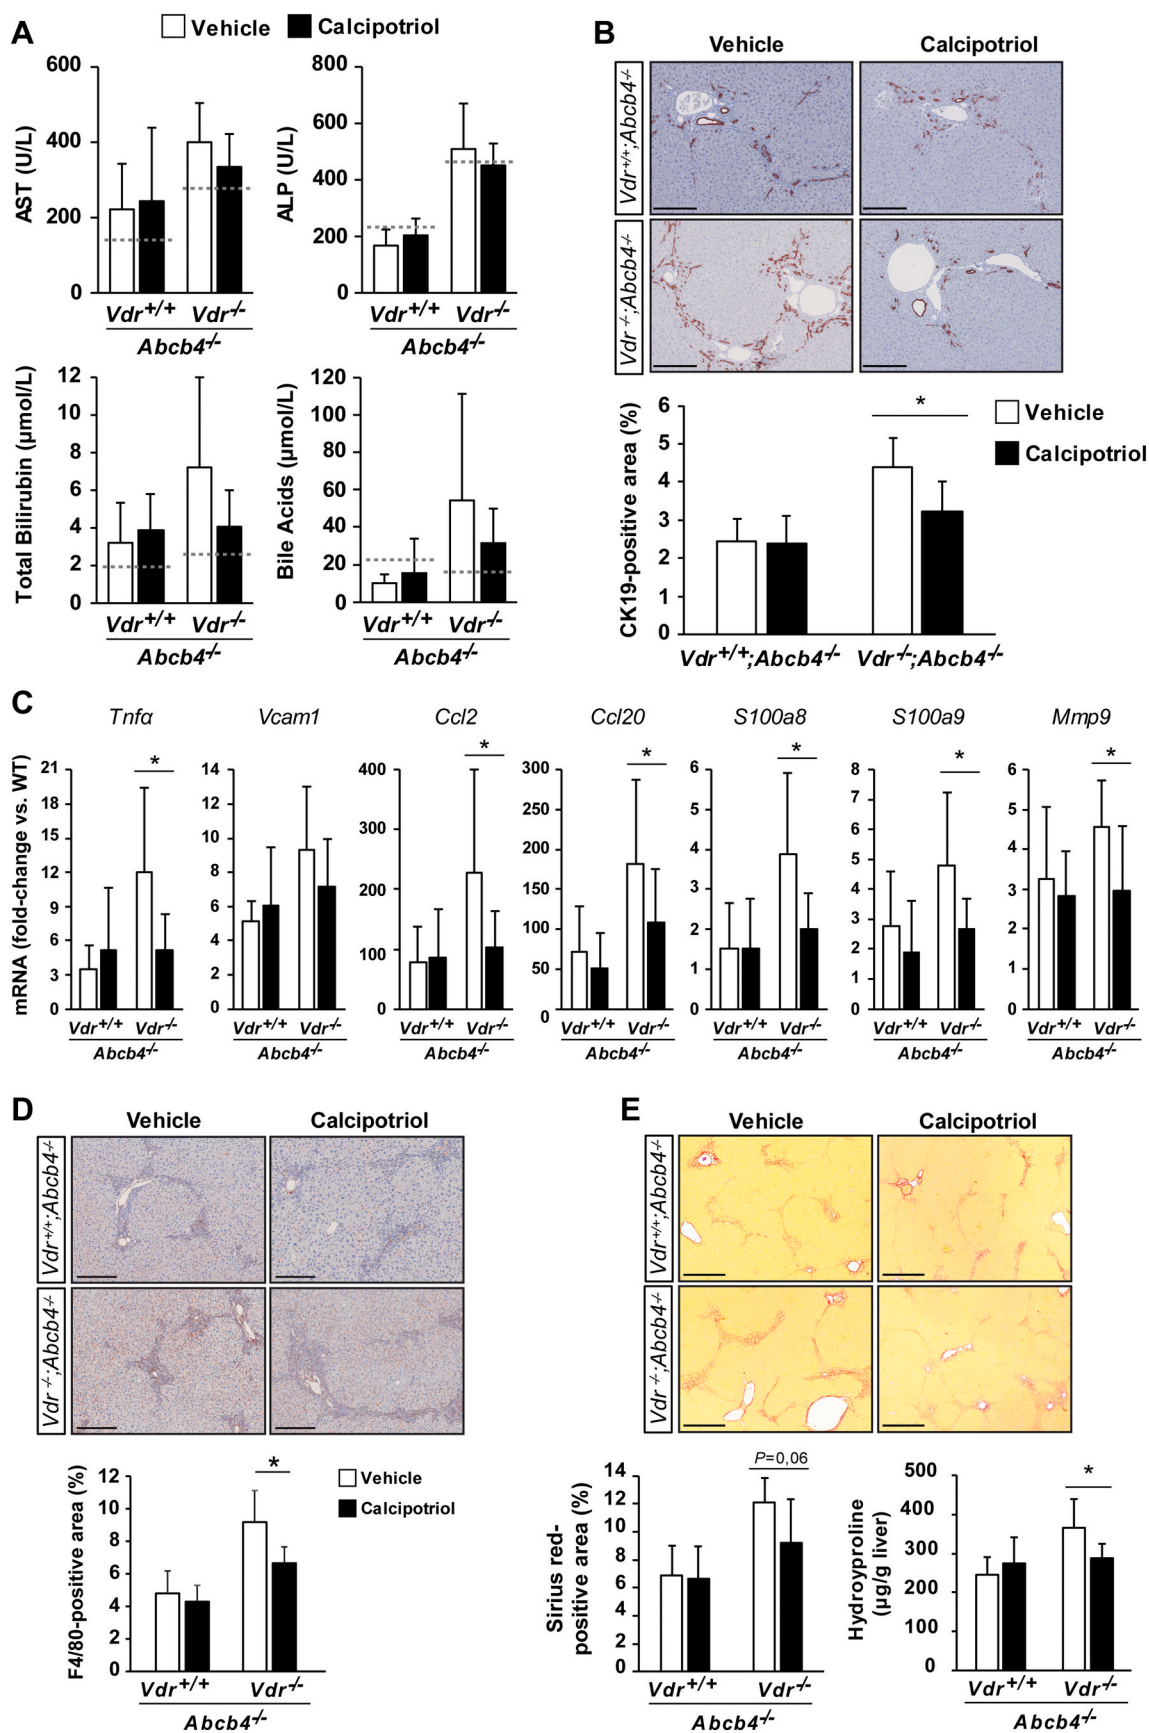 A
Vehicle Calcipotriol
AST (U/L)
600
400
200
0
Vdr+/+ Vdr-/-
Abcb4-/-
ALP (U/L)
800
600
400
200
0
Vdr+/+ Vdr-/-
Abcb4-/-
Total Bilirubin (µmol/L)
12
10
8
6
4
2
0
Vdr+/+ Vdr-/-
Abcb4-/-
Bile Acids (µmol/L)
120
100
80
60
40
20
0
Vdr+/+ Vdr-/-
Abcb4-/-
B
Vehicle Calcipotriol
Vdr+/+;Abcb4-/-
Vdr-/-;Abcb4-/-
CK19-positive area (%)
6
5
4
3
2
1
0
*
Vehicle
Calcipotriol
Vdr+/+;Abcb4-/- Vdr-/-;Abcb4-/-
C
mRNA (fold-change vs. WT)
Tnfα
21
18
15
12
9
6
3
0
*
Vdr+/+ Vdr-/-
Abcb4-/-
Vcam1
14
12
10
8
6
4
2
0
Vdr+/+ Vdr-/-
Abcb4-/-
Ccl2
400
300
200
100
0
*
Vdr+/+ Vdr-/-
Abcb4-/-
Ccl20
300
250
200
150
100
50
0
*
Vdr+/+ Vdr-/-
Abcb4-/-
S100a8
6
5
4
3
2
1
0
*
Vdr+/+ Vdr-/-
Abcb4-/-
S100a9
8
7
6
5
4
3
2
1
0
*
Vdr+/+ Vdr-/-
Abcb4-/-
Mmp9
6
5
4
3
2
1
0
*
Vdr+/+ Vdr-/-
Abcb4-/-
D
Vehicle Calcipotriol
Vdr+/+;Abcb4-/-
Vdr-/-;Abcb4-/-
F4/80-positive area (%)
12
10
8
6
4
2
0
*
Vehicle
Calcipotriol
Vdr+/+ Vdr-/-
Abcb4-/-
E
Vehicle Calcipotriol
Vdr+/+;Abcb4-/-
Vdr-/-;Abcb4-/-
Sirius red-
positive area (%)
14
12
10
8
6
4
2
0
P=0,06
Vdr+/+ Vdr-/-
Abcb4-/-
Hydroyproline
(µg/g liver)
500
400
300
200
100
0
*
Vdr+/+ Vdr-/-
Abcb4-/-